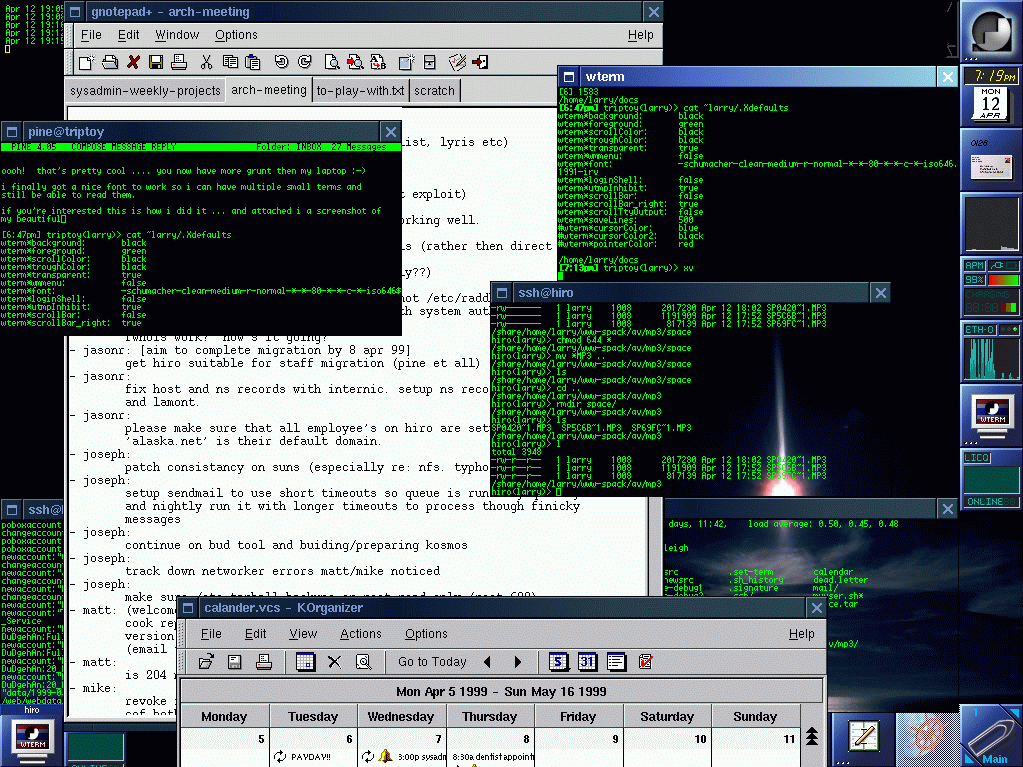 Apr 12 19:05
Apr 12 19:08
Apr 12 19:1
Apr 12 19:12
Apr 12 19:15
gnotepad+ - arch-meeting
File Edit Window Options Help
sysadmin-weekly-projects arch-meeting to-play-with.txt scratch
ist, lyris etc)
exploit)
rking well.
s (rather then direct
y??)
not /etc/radd
th system aut
(whois work? how's it going?
- jasonr: [aim to complete migration by 8 apr 99]
get hiro suitable for staff migration (pine et all)
- jasonr:
fix host and ns records with internic. setup ns reco
and lamont.
- jasonr:
please make sure that all employee's on hiro are set
'alaska.net' is their default domain.
- joseph:
patch consistancy on suns (especially re: nfs. typho
- joseph:
setup sendmail to use short timeouts so queue is run
and nightly run it with longer timeouts to process though finicky
messages
- joseph:
continue on bud tool and buiding/preparing kosmos
- joseph:
track down networker errors matt/mike noticed
- joseph:
make sure
- matt: (welcome
cook rep
version
(email
- matt:
is 204 r
- mike:
revoke
pine@triptoy
PINE 4.05 COMPOSE MESSAGE REPLY Folder: INBOX 27 Messages
oooh! that's pretty cool .... you now have more grunt then my laptop :-)
i finally got a nice font to work so i can have multiple small terms and
still be able to read them.
if you're interested this is how i did it ... and attached i a screenshot of
my beautiful
[6:47pm] triptoy(larry)> cat ~larry/.Xdefaults
wterm*background: black
wterm*foreground: green
wterm*scrollColor: black
wterm*troughColor: black
wterm*transparent: true
wterm*wmmenu: false
wterm*font: -schumacher-clean-medium-r-normal-*-*-80-*-*-c-*-iso646$
wterm*loginShell: false
wterm*utmpInhibit: true
wterm*scrollBar: false
wterm*scrollBar_right: true
wterm
[6] 1583
/home/larry/docs
[6:47pm] triptoy(larry)> cat ~larry/.Xdefaults
wterm*background: black
wterm*foreground: green
wterm*scrollColor: black
wterm*troughColor: black
wterm*transparent: true
wterm*wmmenu: false
wterm*font: -schumacher-clean-medium-r-normal-*-*-80-*-*-c-*-iso646.
1991-irv
wterm*loginShell: false
wterm*utmpInhibit: true
wterm*scrollBar: false
wterm*scrollBar_right: true
wterm*scrollTtyOutput: false
wterm*saveLines: 500
#wterm*cursorColor: blue
#wterm*cursorColor2: black
#wterm*pointerColor: red
/home/larry/docs
[7:13pm] triptoy(larry)> xv
ssh@hiro
-rw------- 1 larry 1008 2017280 Apr 12 18:02 SP0420~1.MP3
-rw------- 1 larry 1008 1191909 Apr 12 17:52 SP5C6B~1.MP3
-rw------- 1 larry 1008 817139 Apr 12 17:52 SP69FC~1.MP3
/share/home/larry/www-spack/av/mp3/space
hiro(larry)> chmod 644 *
/share/home/larry/www-spack/av/mp3/space
hiro(larry)> mv *MP3 ..
/share/home/larry/www-spack/av/mp3/space
hiro(larry)> ls
/share/home/larry/www-spack/av/mp3/space
hiro(larry)> cd ..
/share/home/larry/www-spack/av/mp3
hiro(larry)> rmdir space/
/share/home/larry/www-spack/av/mp3
hiro(larry)> ls
SP0420~1.MP3 SP5C6B~1.MP3 SP69FC~1.MP3
/share/home/larry/www-spack/av/mp3
hiro(larry)> l
total 3948
-rw-r--r-- 1 larry 1008 2017280 Apr 12 18:02 SP0420~1.MP3
-rw-r--r-- 1 larry 1008 1191909 Apr 12 17:52 SP5C6B~1.MP3
-rw-r--r-- 1 larry 1008 817139 Apr 12 17:52 SP69FC~1.MP3
/share/home/larry/www-spack/av/mp3
hiro(larry)>
days, 11:42, load average: 0.50, 0.45, 0.48
leigh
src .set-term calendar
newsrc .sh_history dead.letter
e-debug1 .signature mail/
.ssh/
ce.tar
v/mp3/
ssh@
poboxaccount
changeaccount
poboxaccount
newaccount:"
changeaccount
_Service
DuDgehAn:Ful
newaccount:"
DuDgehAn:20
"data/1999-0
/web/webdata
hiro
WTERM
calander.vcs - KOrganizer
File Edit View Actions Options Help
Go to Today
Mon Apr 5 1999 - Sun May 16 1999
Monday Tuesday Wednesday Thursday Friday Saturday Sunday
5 6 7 8 9 10 11
PAYDAY!! 3:00p sysadm 8:30a dentist appoint
7:19PM
MON
12
APR
0128
APM
99%
CHARGING
ETH-0
WTERM
LICQ
ONLINE
1
Main